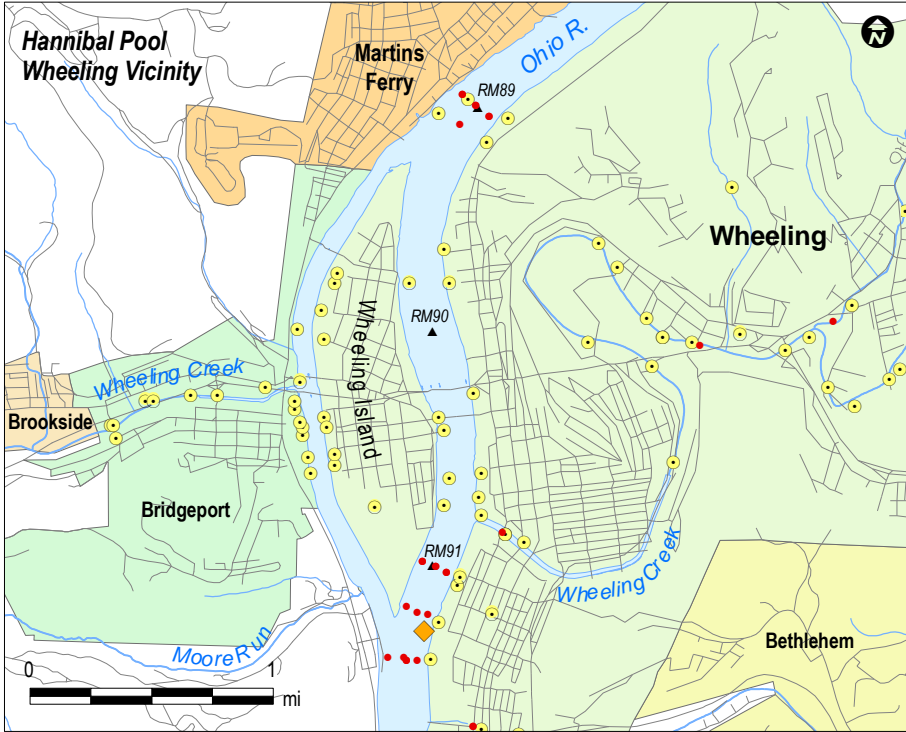 Hannibal Pool
Wheeling Vicinity
Martins
Ferry
Ohio R.
N
RM89
Wheeling
RM90
Wheeling Island
Wheeling Creek
Brookside
Bridgeport
RM91
Wheeling Creek
Moore Run
Bethlehem
0 1
mi